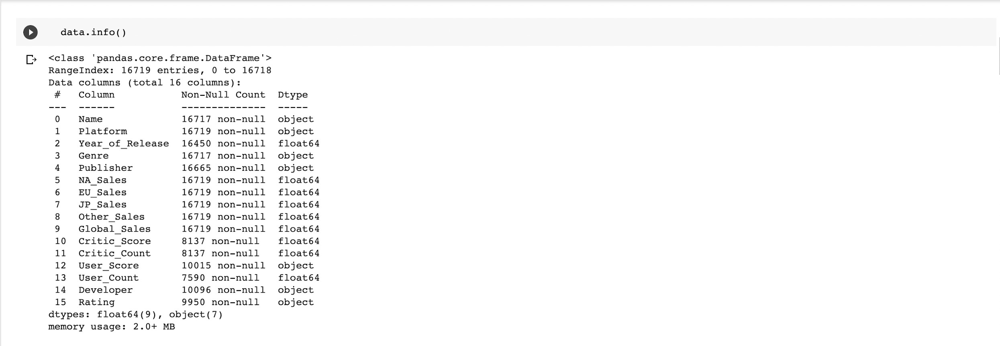 data.info()
<class 'pandas.core.frame.DataFrame'>
RangeIndex: 16719 entries, 0 to 16718
Data columns (total 16 columns):
 #   Column           Non-Null Count  Dtype
---  ------           --------------  -----
 0   Name             16717 non-null  object
 1   Platform         16719 non-null  object
 2   Year_of_Release  16450 non-null  float64
 3   Genre            16717 non-null  object
 4   Publisher        16665 non-null  object
 5   NA_Sales         16719 non-null  float64
 6   EU_Sales         16719 non-null  float64
 7   JP_Sales         16719 non-null  float64
 8   Other_Sales      16719 non-null  float64
 9   Global_Sales     16719 non-null  float64
 10  Critic_Score     8137 non-null   float64
 11  Critic_Count     8137 non-null   float64
 12  User_Score       10015 non-null  object
 13  User_Count       7590 non-null   float64
 14  Developer        10096 non-null  object
 15  Rating           9950 non-null   object
dtypes: float64(9), object(7)
memory usage: 2.0+ MB